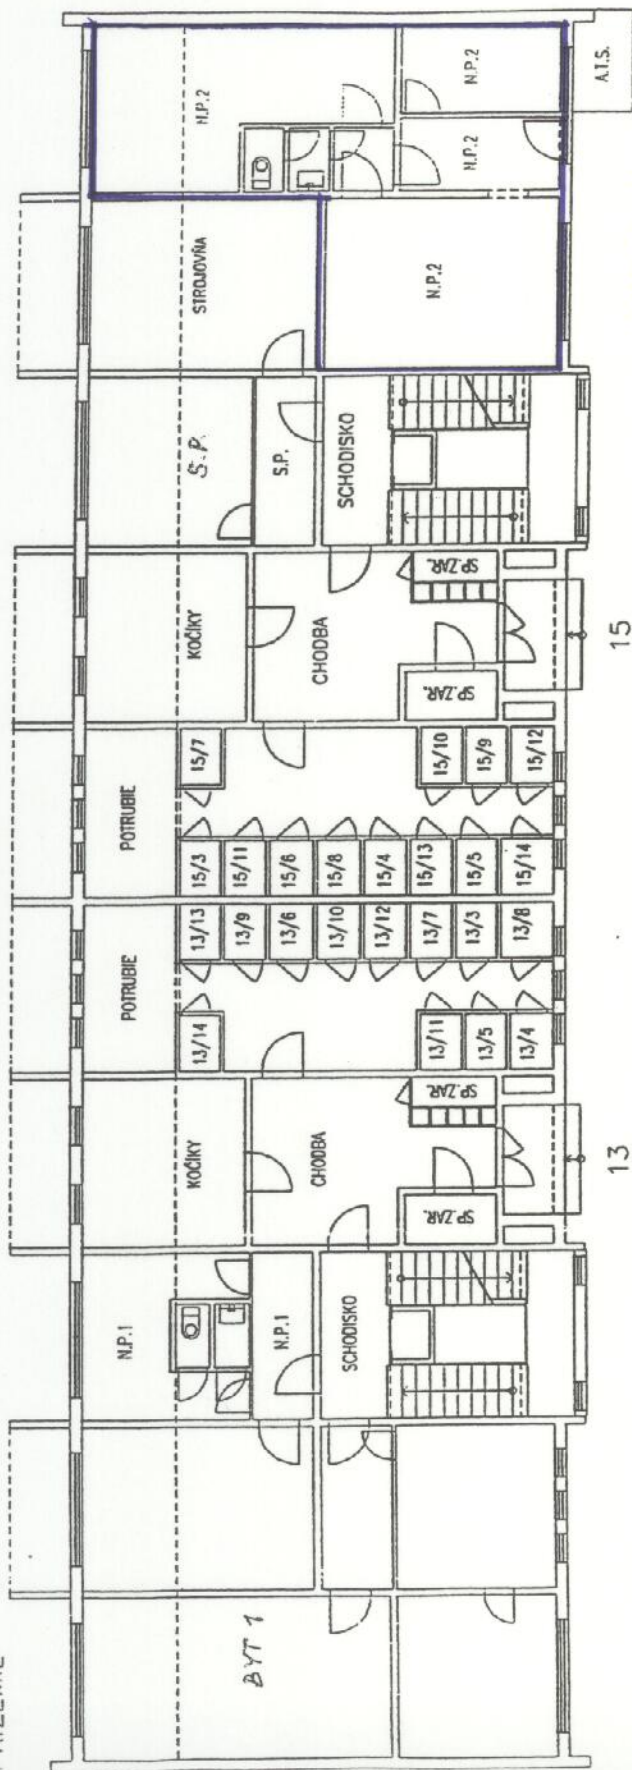 PRÍZEMIE
N.P.2
N.P.2
N.P.2
N.P.2
A.T.S.
STROJOVŇA
S.P.
S.P.
SCHODISKO
KOČÍKY
CHODBA
SP.ZAR.
SP.ZAR.
15
POTRUBIE
15/7
15/10
15/9
15/12
15/3
15/11
15/6
15/8
15/4
15/13
15/5
15/14
13/13
13/9
13/6
13/10
13/12
13/7
13/3
13/8
POTRUBIE
13/14
13/11
13/5
13/4
KOČÍKY
CHODBA
SP.ZAR.
SP.ZAR.
13
N.P.1
N.P.1
SCHODISKO
BYT 1